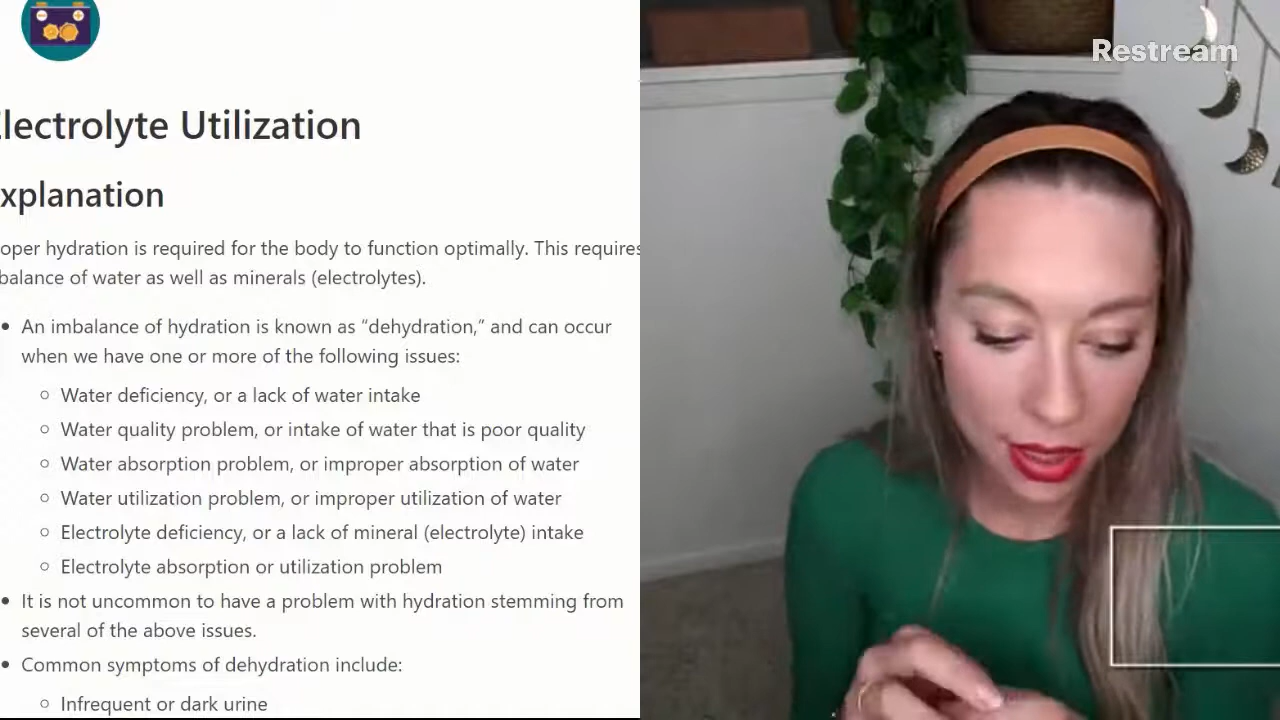 lectrolyte Utilization
xplanation
oper hydration is required for the body to function optimally. This requires
balance of water as well as minerals (electrolytes).
• An imbalance of hydration is known as “dehydration,” and can occur
when we have one or more of the following issues:
○ Water deficiency, or a lack of water intake
○ Water quality problem, or intake of water that is poor quality
○ Water absorption problem, or improper absorption of water
○ Water utilization problem, or improper utilization of water
○ Electrolyte deficiency, or a lack of mineral (electrolyte) intake
○ Electrolyte absorption or utilization problem
• It is not uncommon to have a problem with hydration stemming from
several of the above issues.
• Common symptoms of dehydration include:
○ Infrequent or dark urine
Restream